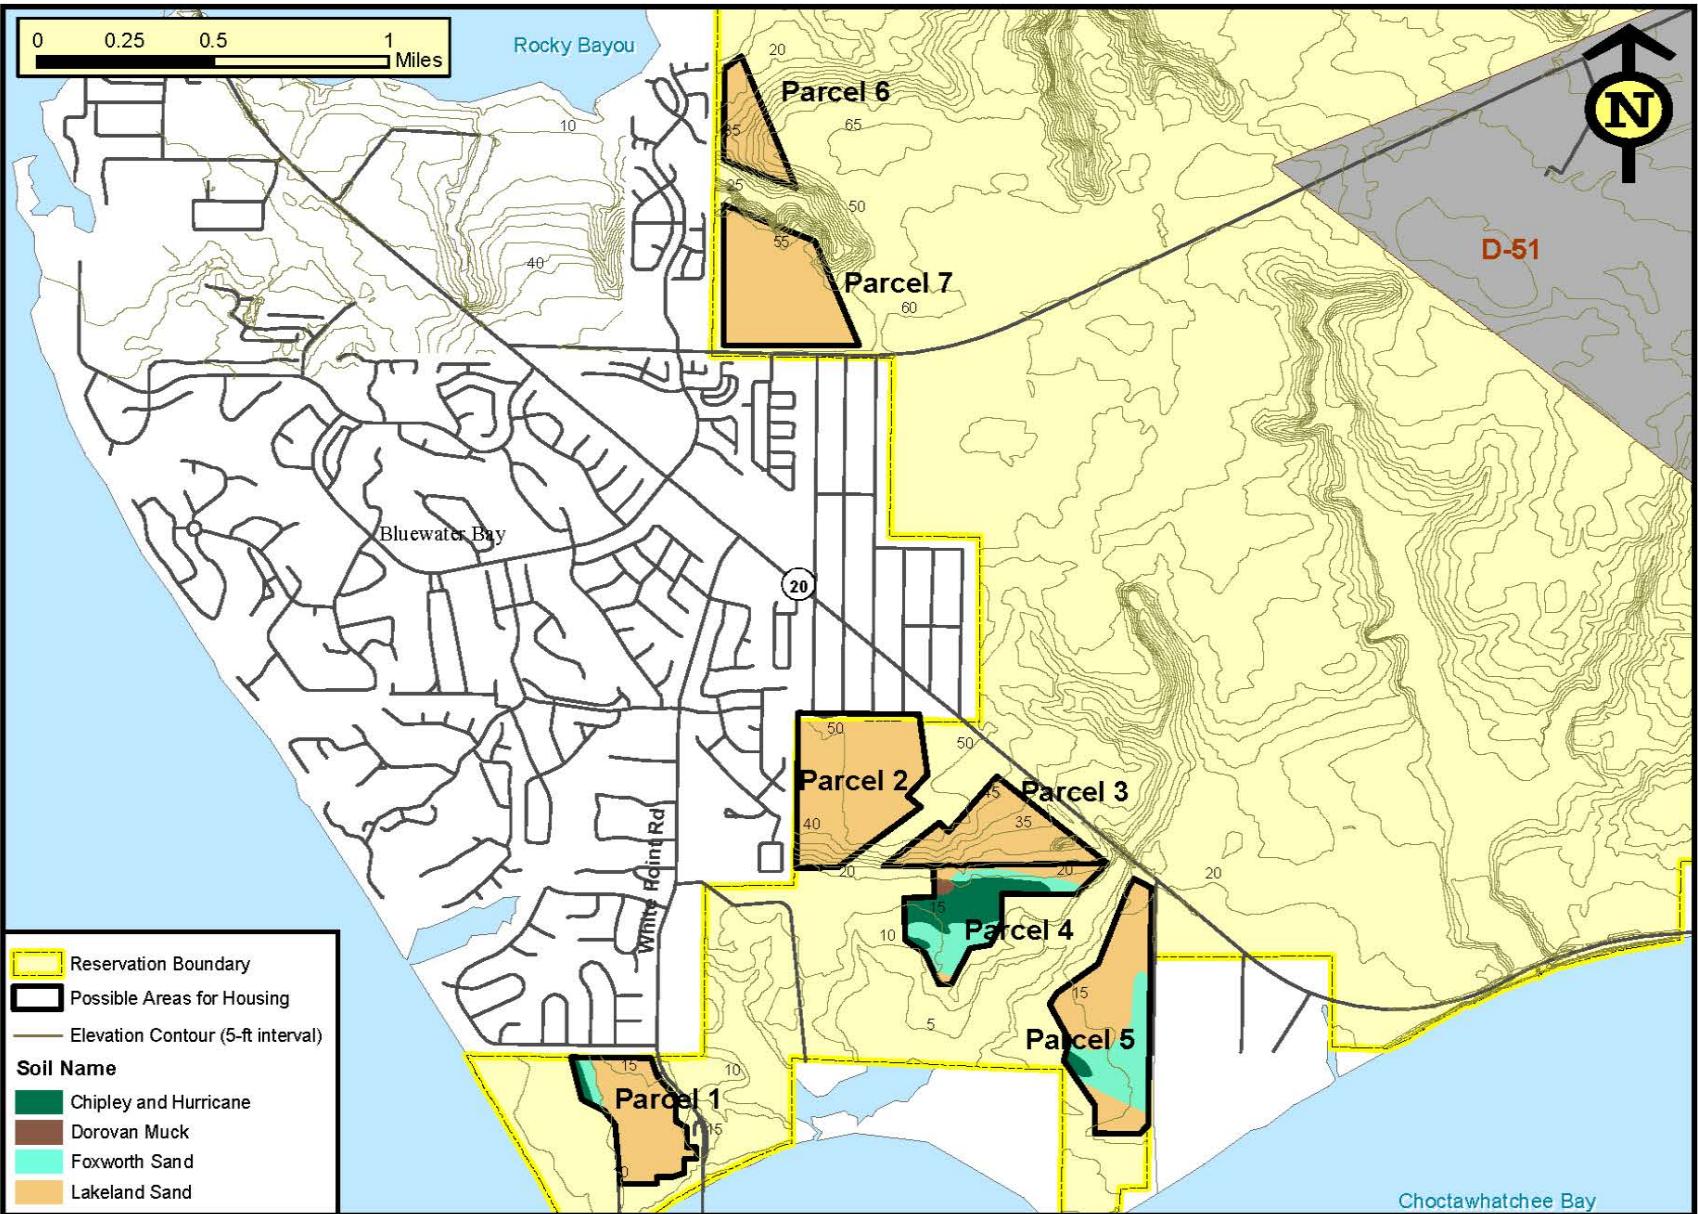 0 0.25 0.5 1
Miles
Rocky Bayou
N
20
Parcel 6
65
10
35
25
50
D-51
55
40
Parcel 7
60
Bluewater Bay
20
50
50
Parcel 2
45
Parcel 3
40
35
White Point Rd
20
20
20
15
10
Parcel 4
15
5
Parcel 5
15
10
Parcel 1
15
Reservation Boundary
Possible Areas for Housing
Elevation Contour (5-ft interval)
Soil Name
Chipley and Hurricane
Dorovan Muck
Foxworth Sand
Lakeland Sand
Choctawhatchee Bay